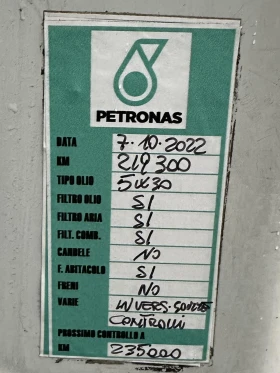 PETRONAS
DATA 7.10.2022
KM 219300
TIPO OLIO 5W30
FILTRO OLIO SI
FILTRO ARIA SI
FILT. COMB. SI
CANDELE NO
F. ABITACOLO SI
FRENI NO
VARIE
CONTROLLI
PROSSIMO CONTROLLO A
KM 235000